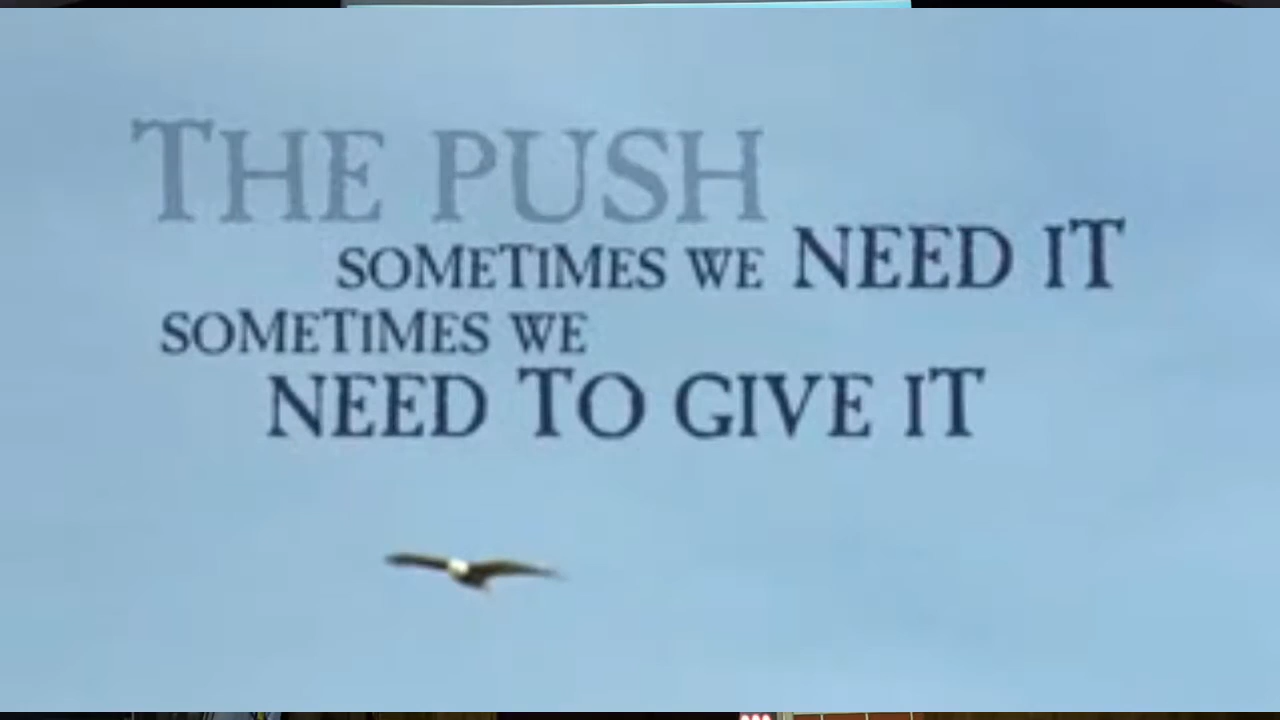 THE PUSH
SOMETIMES WE NEED IT
SOMETIMES WE
NEED TO GIVE IT